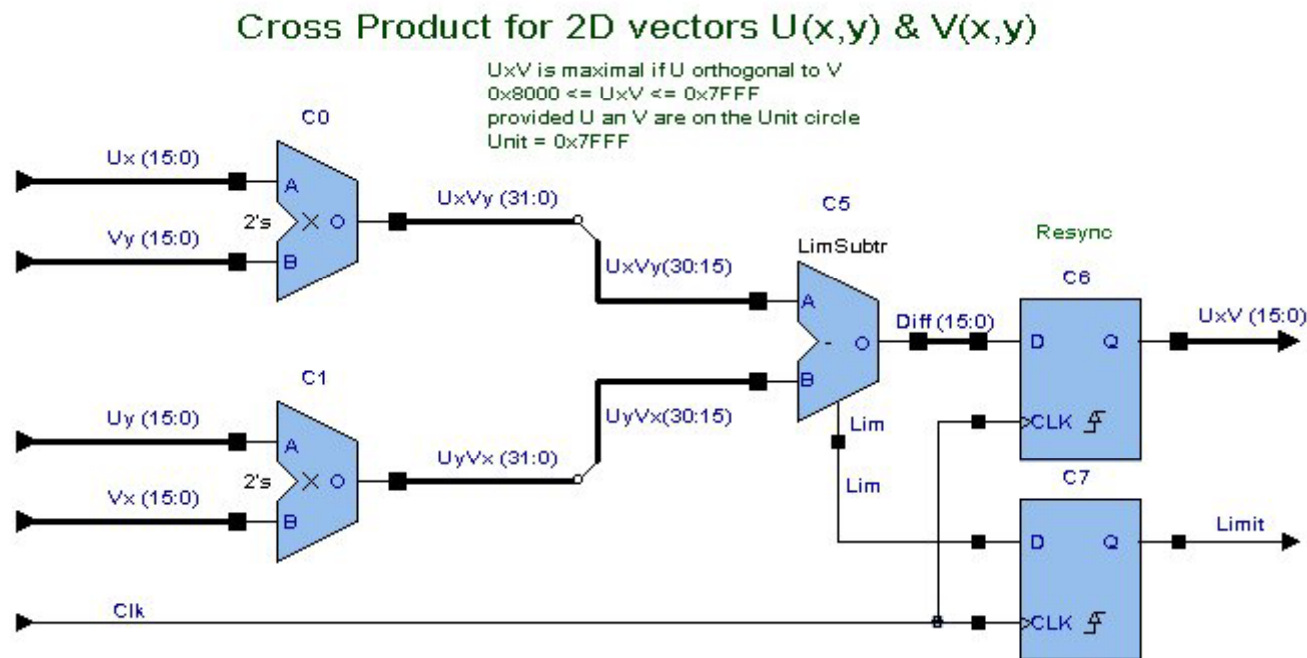 Cross Product for 2D vectors U(x,y) & V(x,y)
UxV is maximal if U orthogonal to V
0x8000 <= UxV <= 0x7FFF
provided U an V are on the Unit circle
Unit = 0x7FFF
C0
Ux (15:0)
A
2's
X
O
Vy (15:0)
B
UxVy (31:0)
UxVy(30:15)
C5
LimSubtr
A
-
O
B
Diff (15:0)
Resync
C6
D
Q
CLK
UxV (15:0)
C1
Uy (15:0)
A
2's
X
O
Vx (15:0)
B
UyVx (31:0)
UyVx(30:15)
Lim
Lim
C7
D
Q
CLK
Limit
Clk